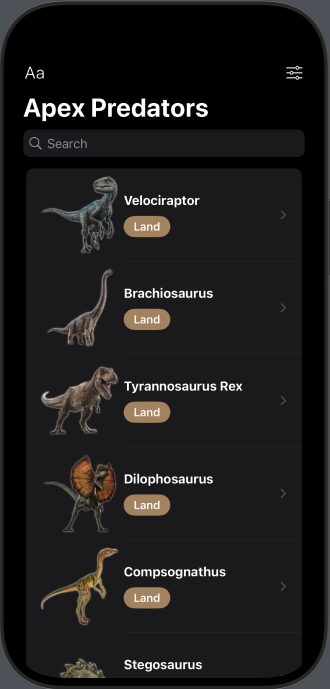 Aa
Apex Predators
Search
Velociraptor
Land
Brachiosaurus
Land
Tyrannosaurus Rex
Land
Dilophosaurus
Land
Compsognathus
Land
Stegosaurus